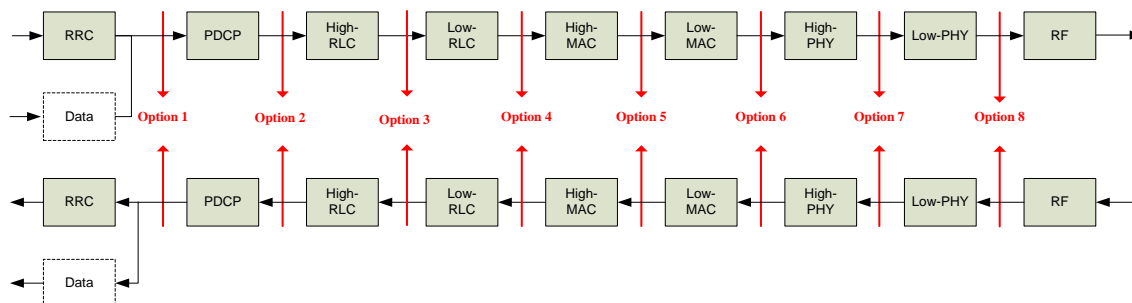 RRC
PDCP
High-
RLC
Low-
RLC
High-
MAC
Low-
MAC
High-
PHY
Low-PHY
RF
Data
Option 1
Option 2
Option 3
Option 4
Option 5
Option 6
Option 7
Option 8
RRC
PDCP
High-
RLC
Low-
RLC
High-
MAC
Low-
MAC
High-
PHY
Low-PHY
RF
Data